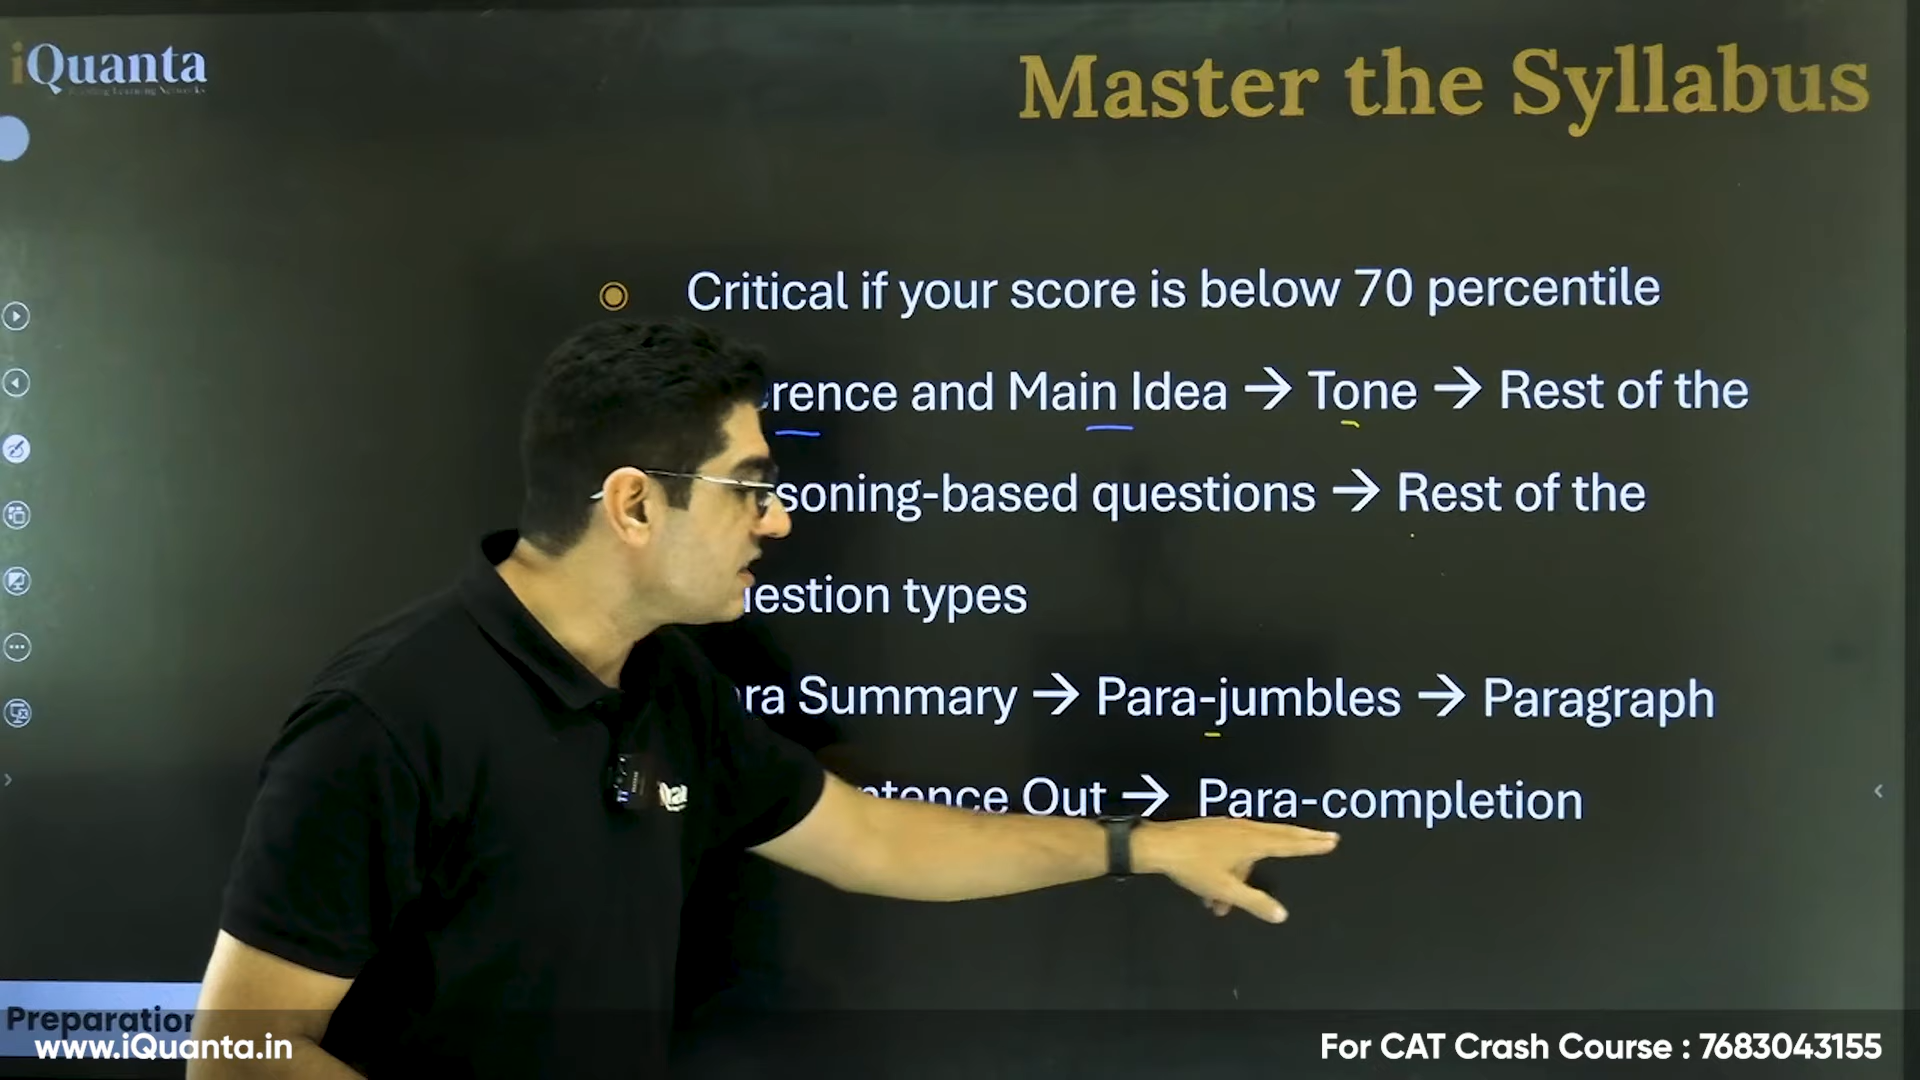 iQuanta
Master the Syllabus
Critical if your score is below 70 percentile
rence and Main Idea → Tone → Rest of the
soning-based questions → Rest of the
estion types
ra Summary → Para-jumbles → Paragraph
ntence Out → Para-completion
Preparation
www.iQuanta.in
For CAT Crash Course : 7683043155